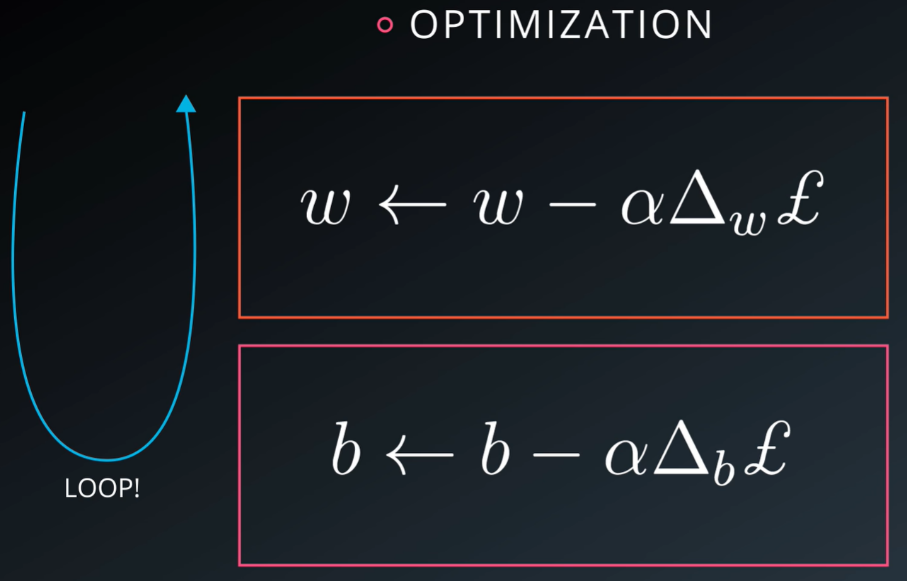 OPTIMIZATION
w ← w − αΔ_w £
b ← b − αΔ_b £
LOOP!